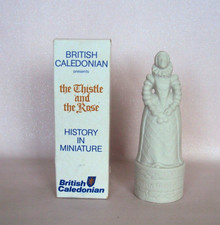 BRITISH
CALEDONIAN
presents
the Thistle
and
the Rose
HISTORY
IN
MINIATURE
British
Caledonian